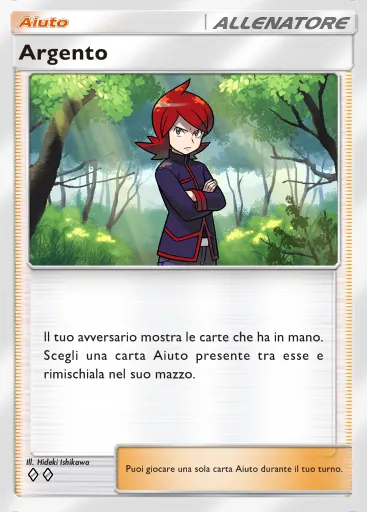 Aiuto
ALLENATORE
Argento
Il tuo avversario mostra le carte che ha in mano.
Scegli una carta Aiuto presente tra esse e
rimischiala nel suo mazzo.
Ill. Hideki Ishikawa
Puoi giocare una sola carta Aiuto durante il tuo turno.